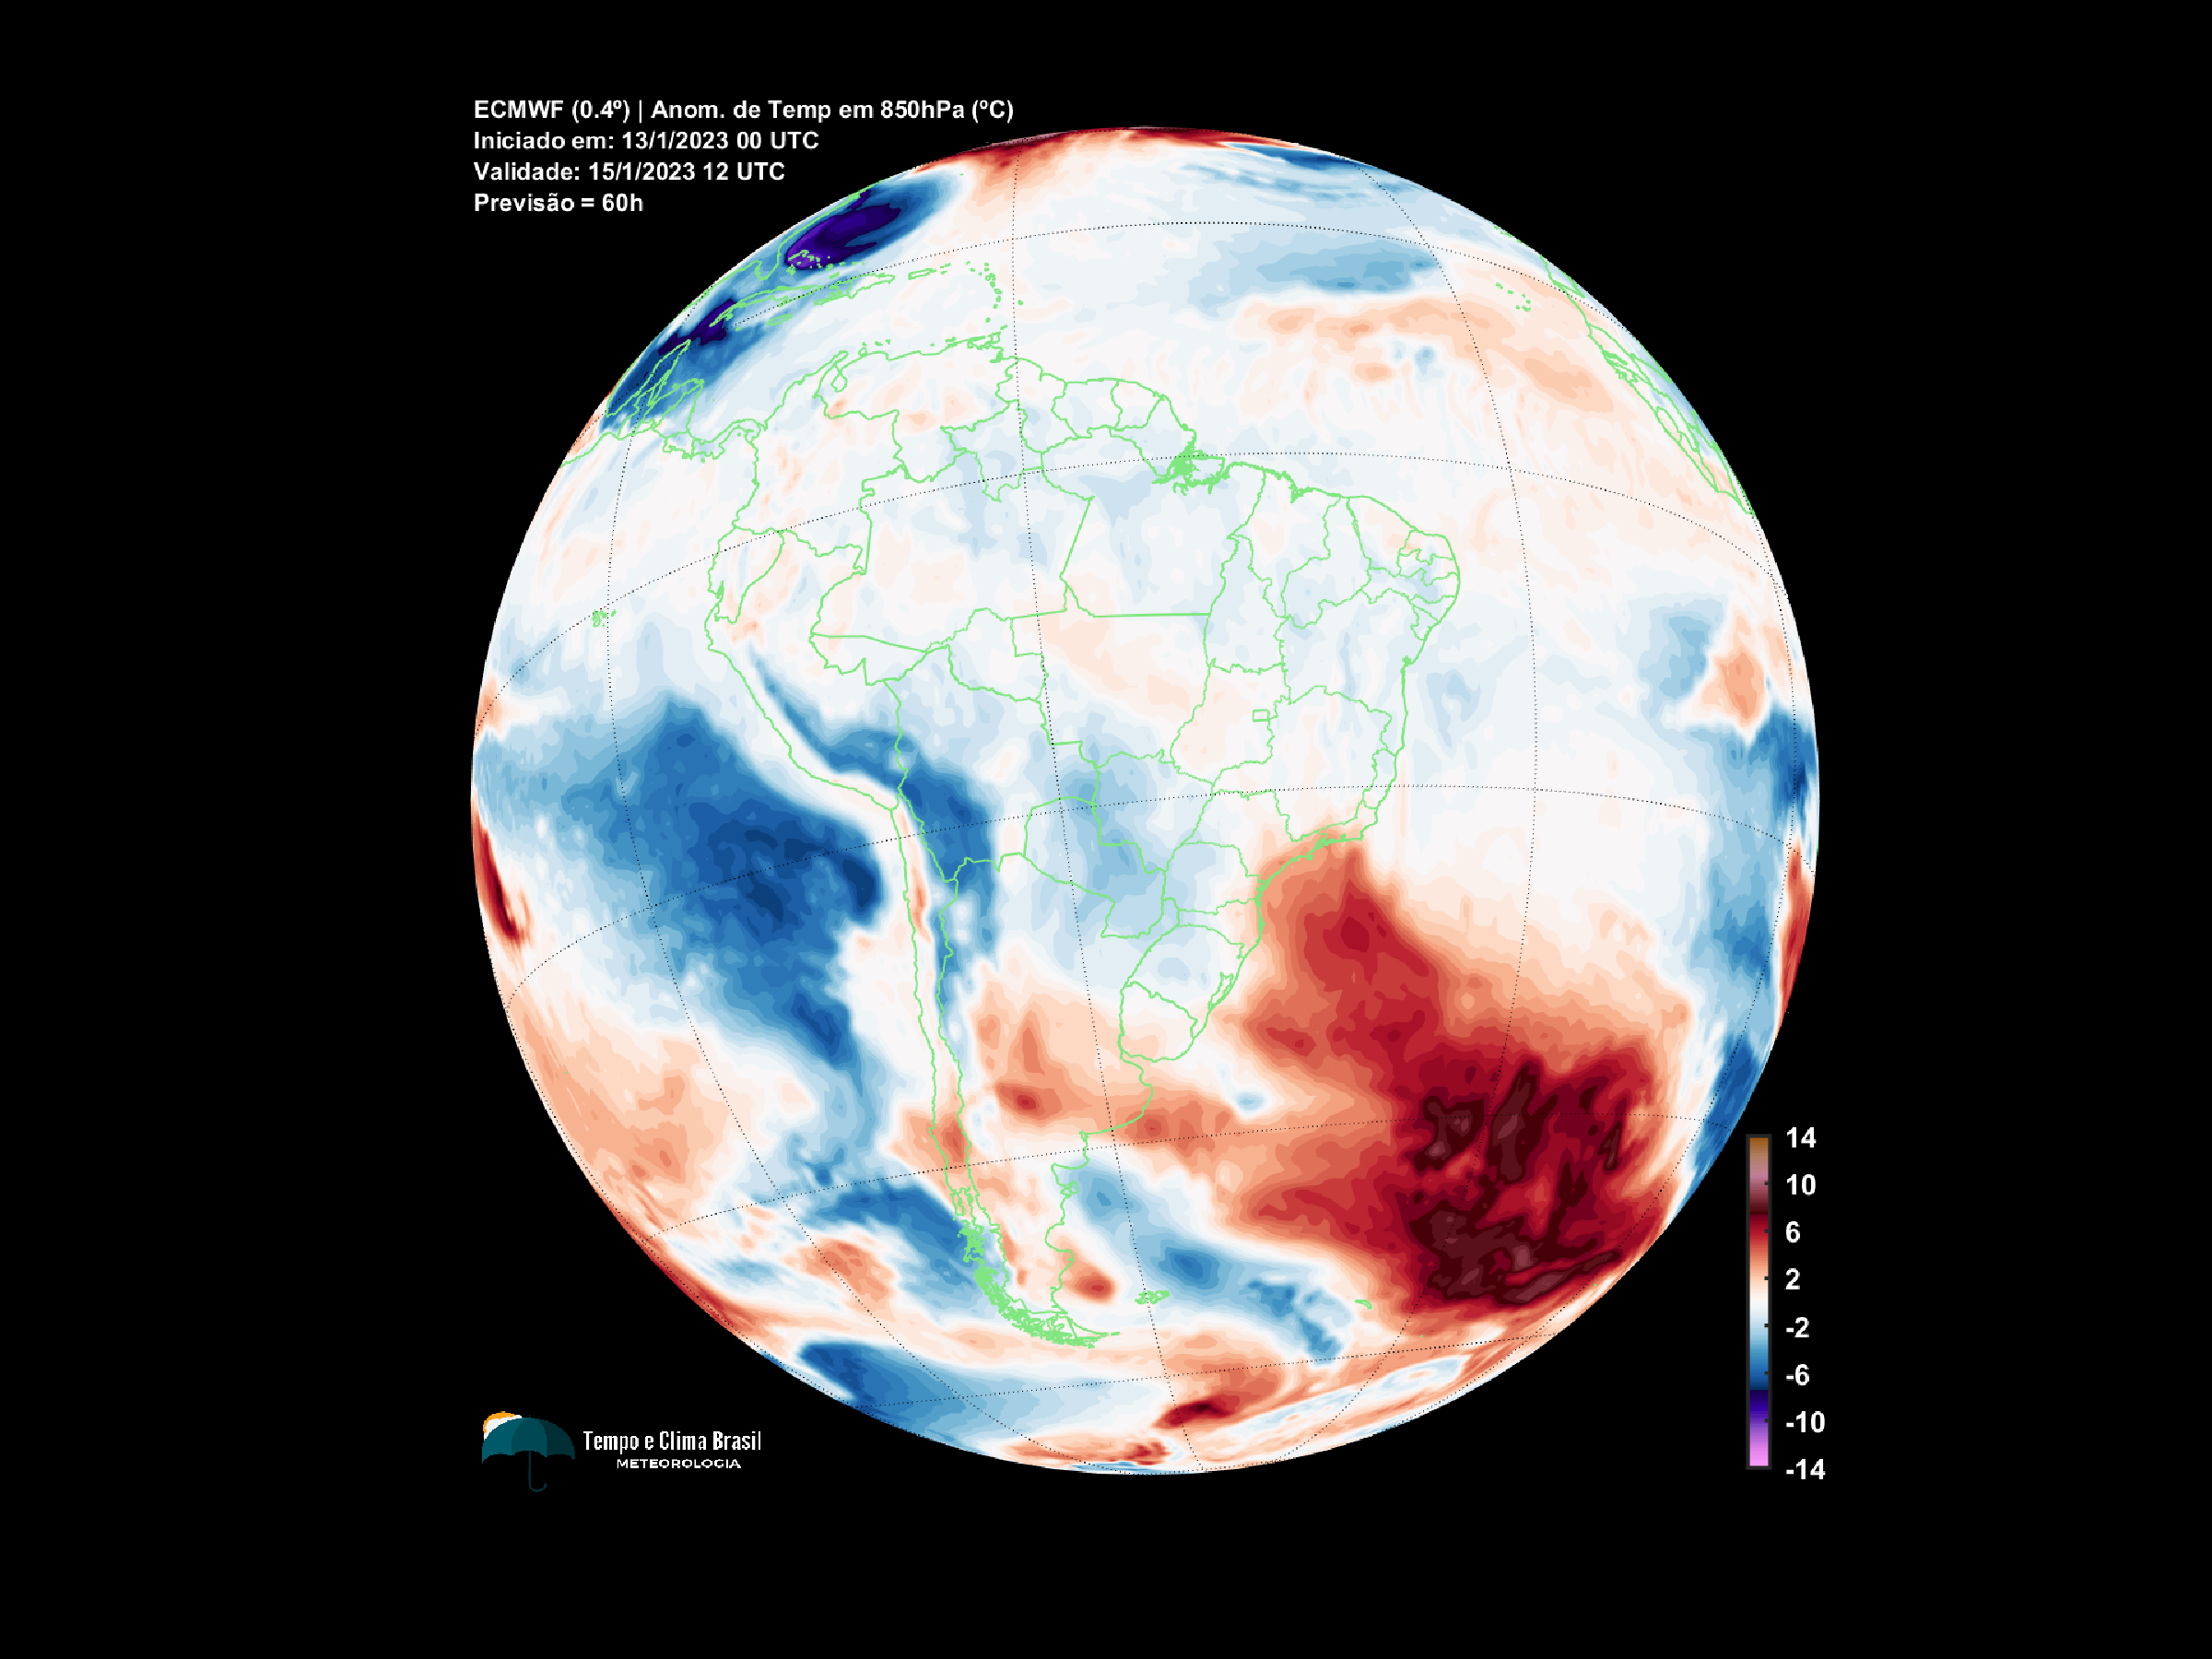 ECMWF (0.4º) | Anom. de Temp em 850hPa (ºC)
Iniciado em: 13/1/2023 00 UTC
Validade: 15/1/2023 12 UTC
Previsão = 60h
14
10
6
2
-2
-6
-10
-14
Tempo e Clima Brasil
METEOROLOGIA